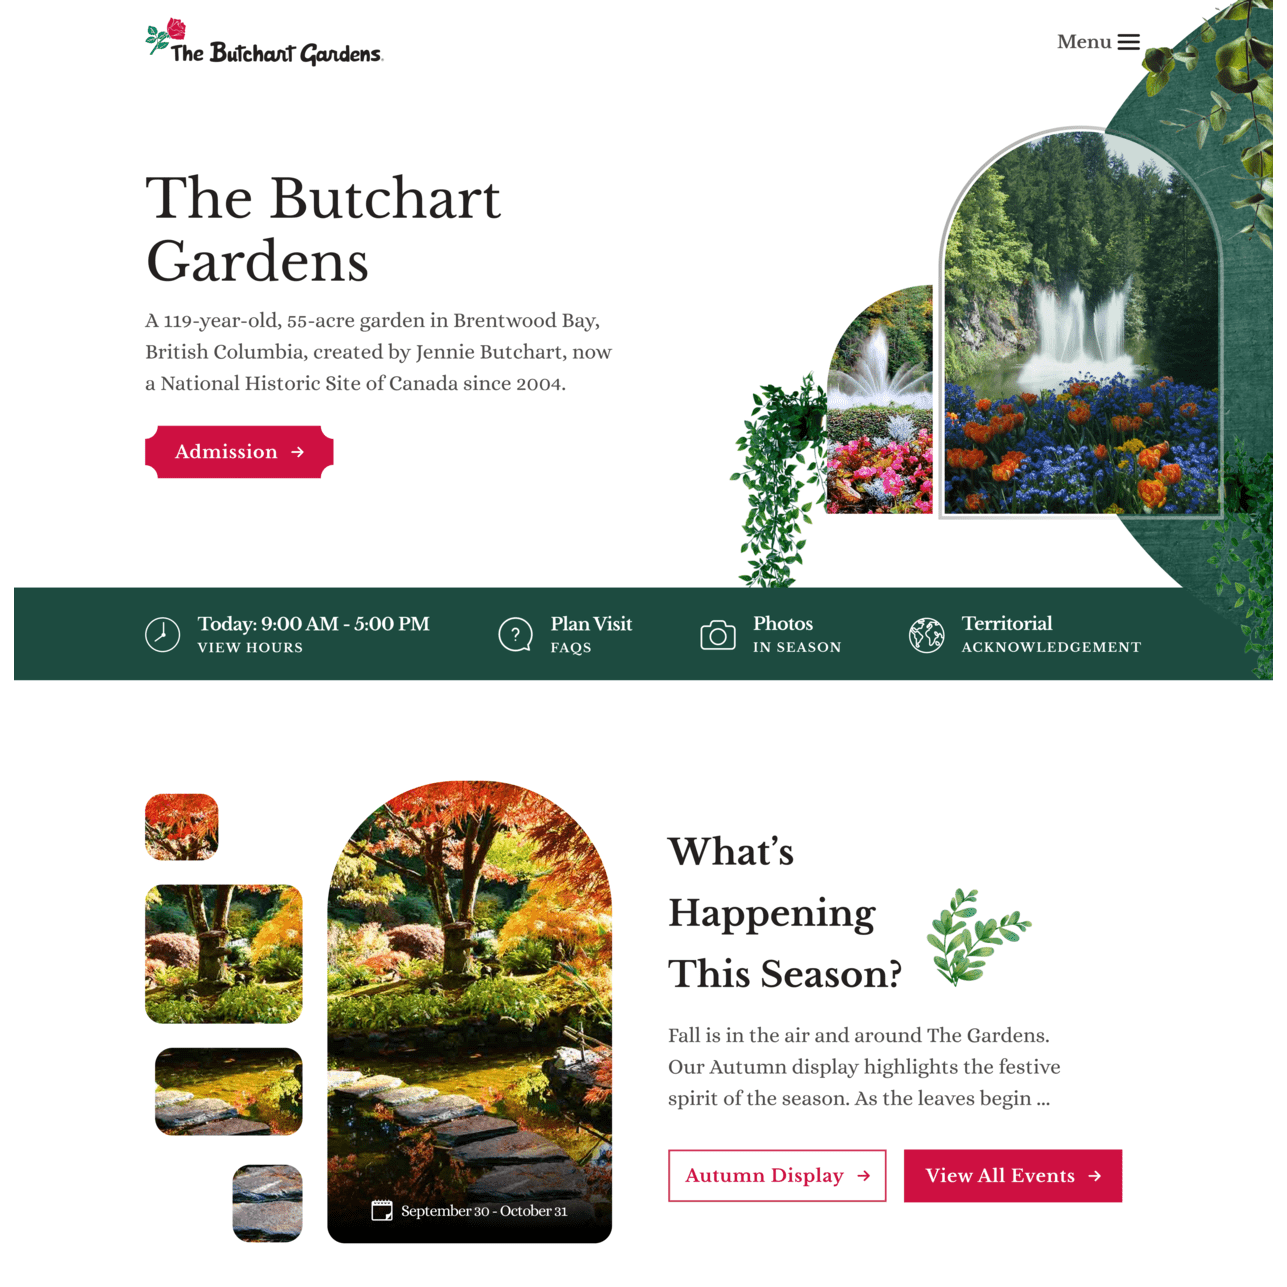 The Butchart Gardens
Menu
The Butchart
Gardens
A 119-year-old, 55-acre garden in Brentwood Bay,
British Columbia, created by Jennie Butchart, now
a National Historic Site of Canada since 2004.
Admission
Today: 9:00 AM - 5:00 PM
VIEW HOURS
Plan Visit
FAQS
Photos
IN SEASON
Territorial
ACKNOWLEDGEMENT
What’s
Happening
This Season?
Fall is in the air and around The Gardens.
Our Autumn display highlights the festive
spirit of the season. As the leaves begin ...
Autumn Display
View All Events
September 30 - October 31